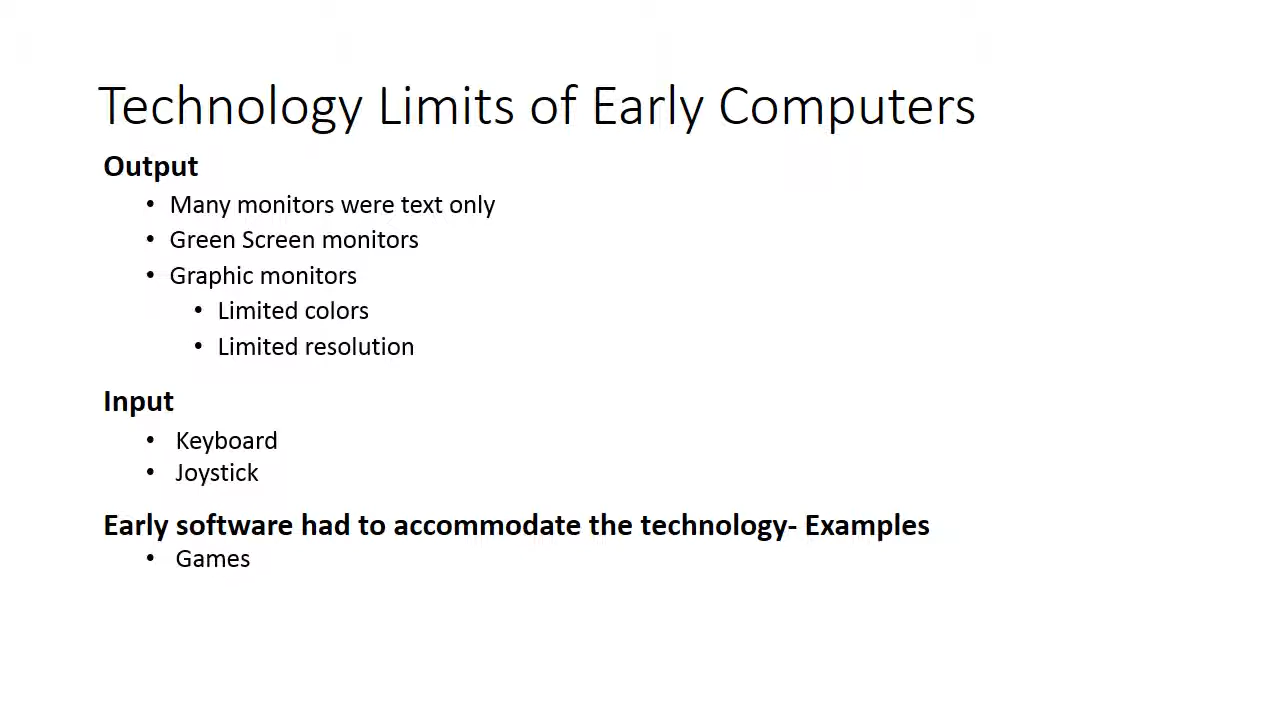 Technology Limits of Early Computers
Output
• Many monitors were text only
• Green Screen monitors
• Graphic monitors
• Limited colors
• Limited resolution
Input
• Keyboard
• Joystick
Early software had to accommodate the technology- Examples
• Games